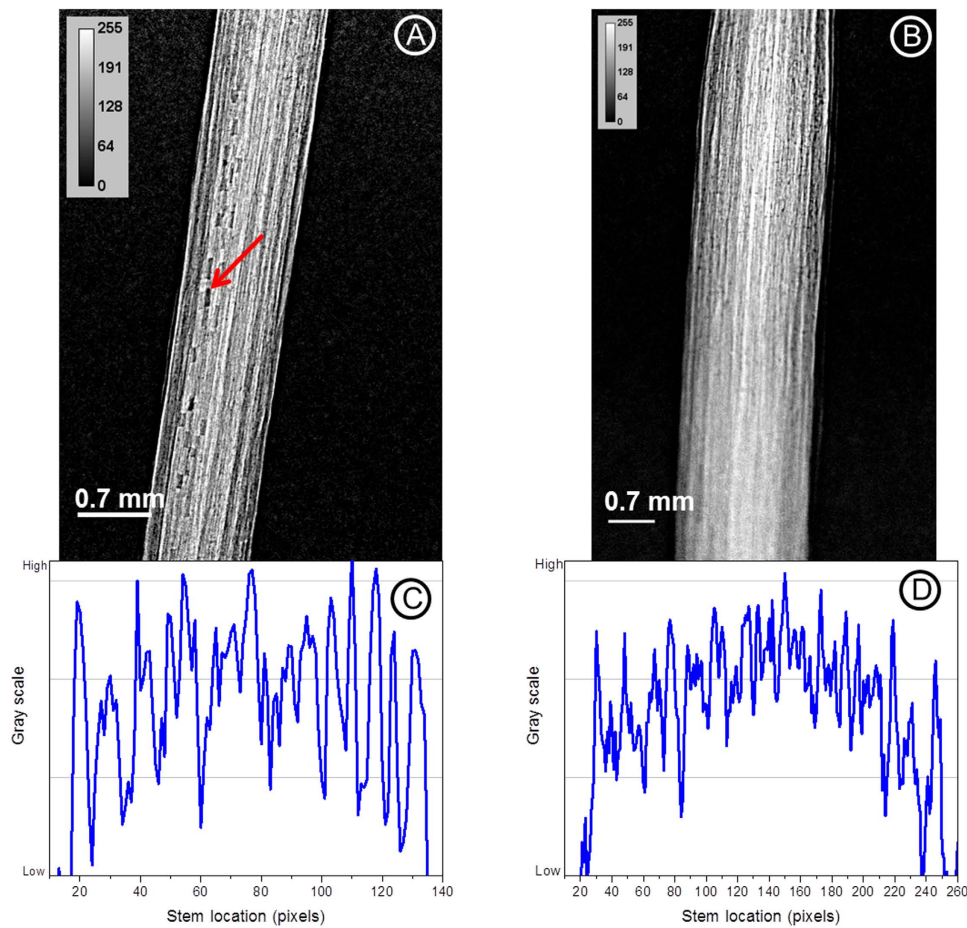 A
255
191
128
64
0
0.7 mm
B
255
191
128
64
0
0.7 mm
C
High
Gray scale
Low
20 40 60 80 100 120 140
Stem location (pixels)
D
High
Gray scale
Low
20 40 60 80 100 120 140 160 180 200 220 240 260
Stem location (pixels)